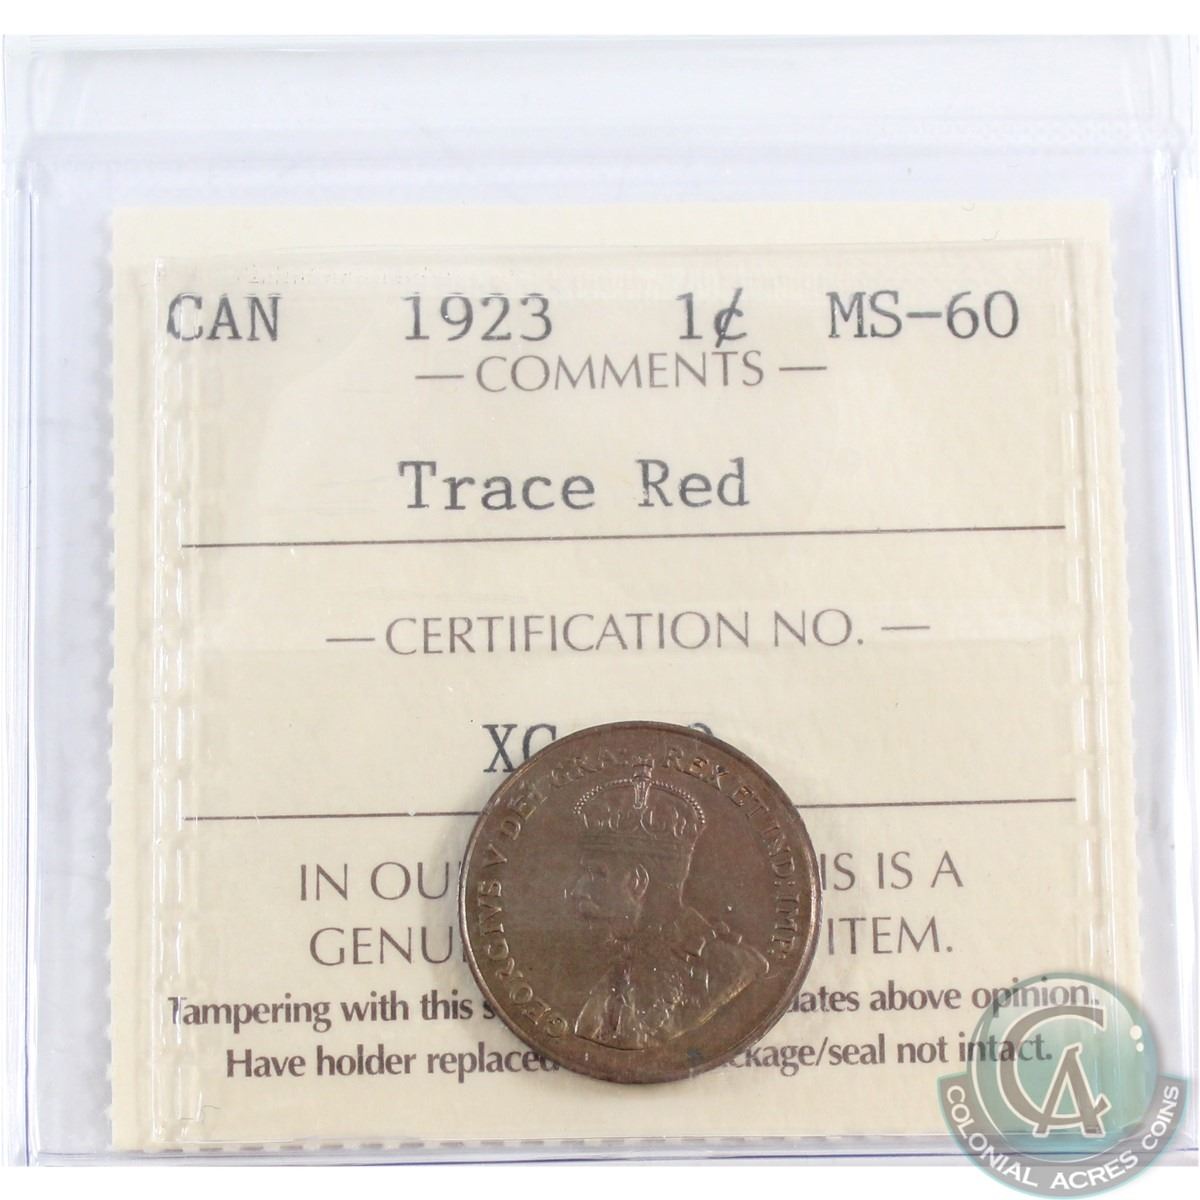 CAN 1923 1¢ MS-60
— COMMENTS —
Trace Red
— CERTIFICATION NO. —
GEORGIVS V DEI GRA: REX ET IND: IMP:
IN OU IS IS A
GENU ITEM.
Tampering with this s ates above opinion.
Have holder replace ckage/seal not intact.
CA
COLONIAL ACRES COINS